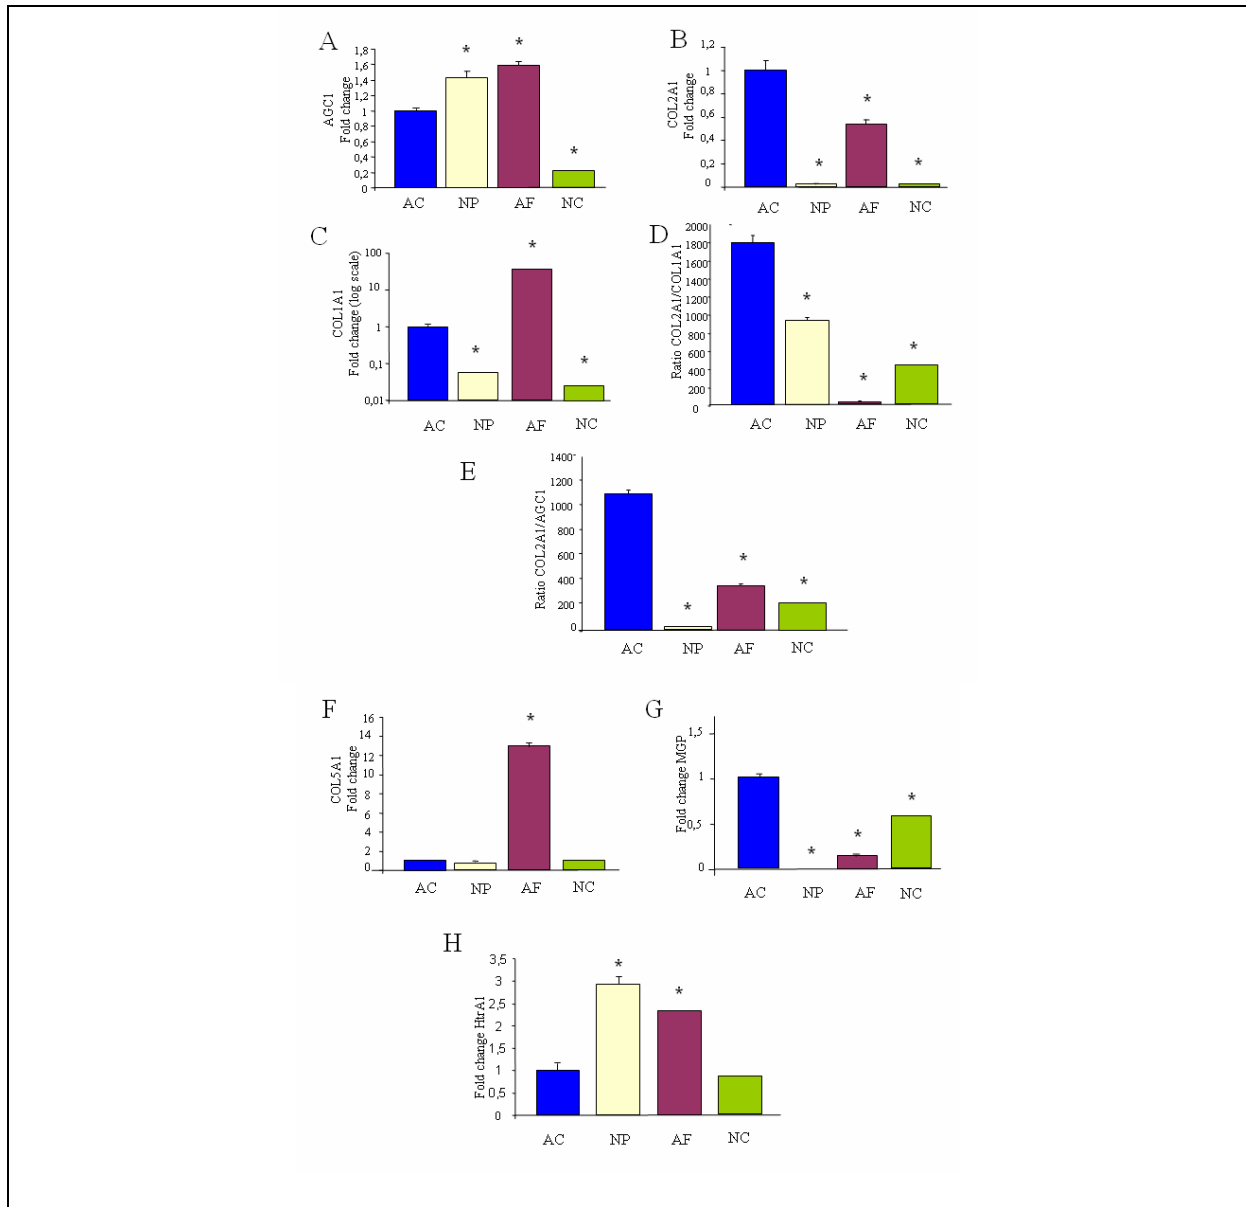 A
AGC1
Fold change
1,8
1,6
1,4
1,2
1
0,8
0,6
0,4
0,2
0
*
*
*
AC NP AF NC
B
COL2A1
Fold change
1,2
1
0,8
0,6
0,4
0,2
0
*
*
*
AC NP AF NC
C
COL1A1
Fold change (log scale)
100
10
1
0,1
0,01
*
*
*
AC NP AF NC
D
Ratio COL2A1/COL1A1
2000
1800
1600
1400
1200
1000
800
600
400
200
0
*
*
*
AC NP AF NC
E
Ratio COL2A1/AGC1
1400
1200
1000
800
600
400
200
0
*
*
*
AC NP AF NC
F
COL5A1
Fold change
16
14
12
10
8
6
4
2
0
*
AC NP AF NC
G
Fold change MGP
1,5
1
0,5
0
*
*
*
AC NP AF NC
H
Fold change HtrA1
3,5
3
2,5
2
1,5
1
0,5
0
*
*
AC NP AF NC